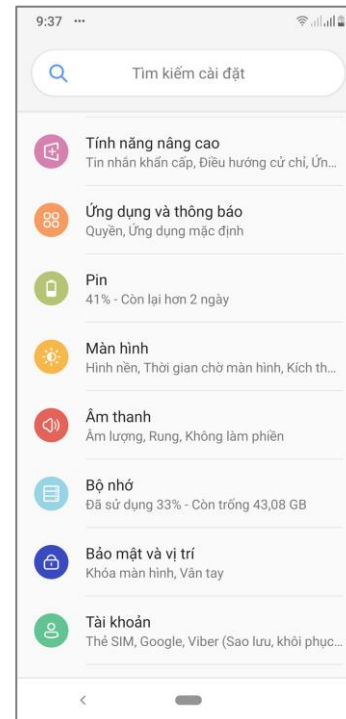 9:37 ···
Tìm kiếm cài đặt
Tính năng nâng cao
Tin nhắn khẩn cấp, Điều hướng cử chỉ, Ứn...
Ứng dụng và thông báo
Quyền, Ứng dụng mặc định
Pin
41% - Còn lại hơn 2 ngày
Màn hình
Hình nền, Thời gian chờ màn hình, Kích th...
Âm thanh
Âm lượng, Rung, Không làm phiền
Bộ nhớ
Đã sử dụng 33% - Còn trống 43,08 GB
Bảo mật và vị trí
Khóa màn hình, Vân tay
Tài khoản
Thẻ SIM, Google, Viber (Sao lưu, khôi phục...